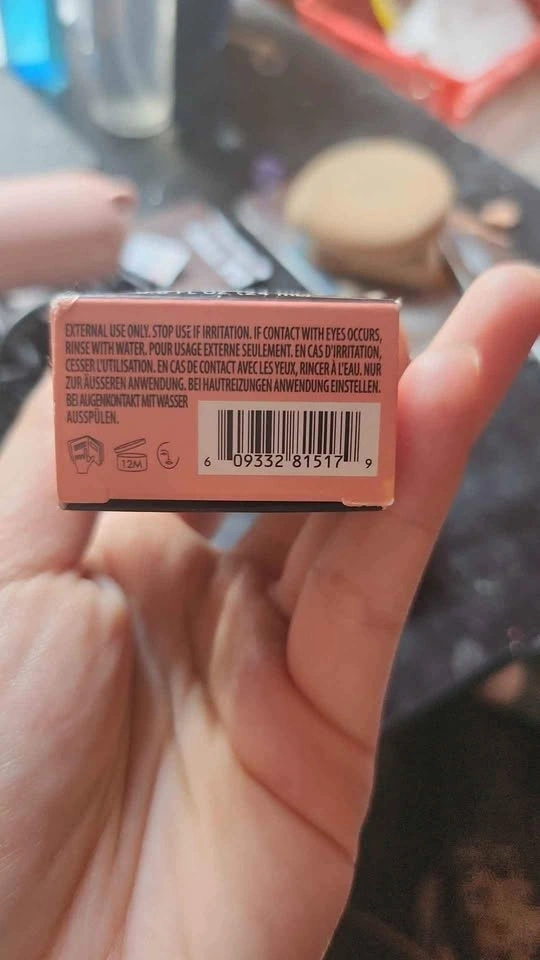 EXTERNAL USE ONLY. STOP USE IF IRRITATION. IF CONTACT WITH EYES OCCURS,
RINSE WITH WATER. POUR USAGE EXTERNE SEULEMENT. EN CAS D'IRRITATION,
CESSER L'UTILISATION. EN CAS DE CONTACT AVEC LES YEUX, RINCER À L'EAU. NUR
ZUR ÄUSSEREN ANWENDUNG. BEI HAUTREIZUNGEN ANWENDUNG EINSTELLEN.
BEI AUGENKONTAKT MIT WASSER
AUSSPÜLEN.
12M
6 09332 81517 9